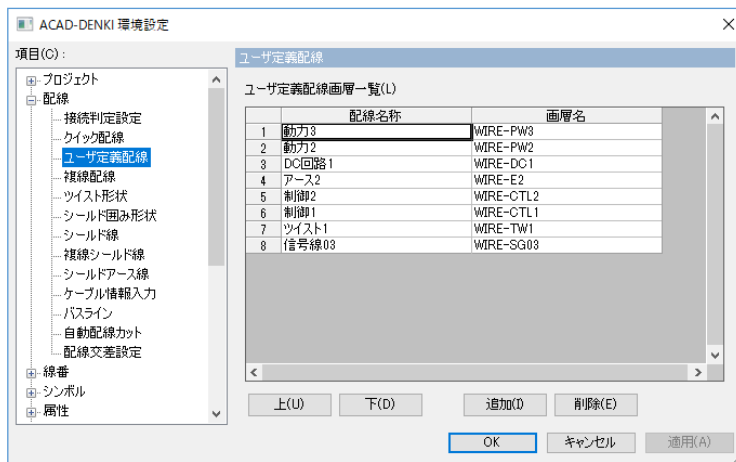 ACAD-DENKI 環境設定
項目(C) :
プロジェクト
配線
接続判定設定
クイック配線
ユーザ定義配線
複線配線
ツイスト形状
シールド囲み形状
シールド線
複線シールド線
シールドアース線
ケーブル情報入力
バスライン
自動配線カット
配線交差設定
線番
シンボル
属性
ユーザ定義配線
ユーザ定義配線画層一覧(L)
配線名称 画層名
1 動力3 WIRE-PW3
2 動力2 WIRE-PW2
3 DC回路1 WIRE-DC1
4 アース2 WIRE-E2
5 制御2 WIRE-CTL2
6 制御1 WIRE-CTL1
7 ツイスト1 WIRE-TW1
8 信号線03 WIRE-SG03
上(U) 下(D) 追加(I) 削除(E)
OK キャンセル 適用(A)